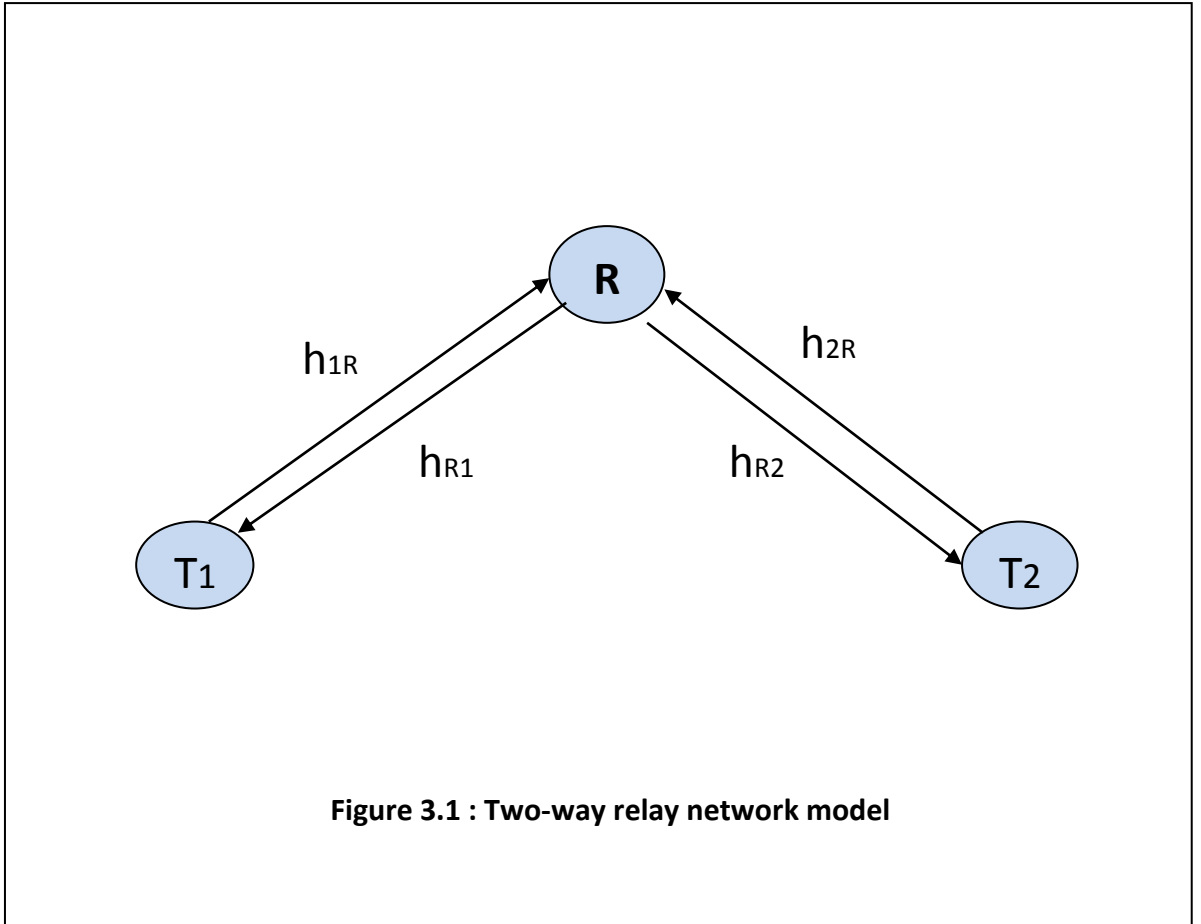 R
h1R
h2R
hR1
hR2
T1
T2
Figure 3.1 : Two-way relay network model